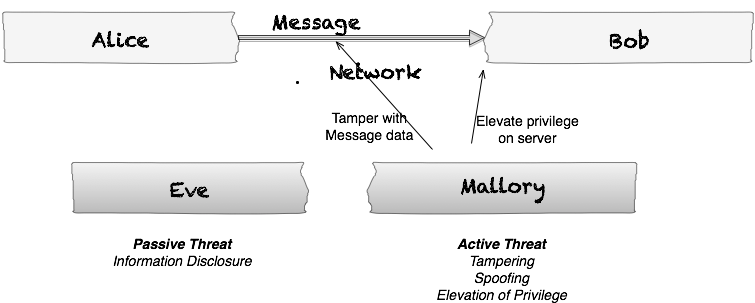 Message
Alice
Bob
Network
Tamper with
Message data
Elevate privilege
on server
Eve
Mallory
Passive Threat
Information Disclosure
Active Threat
Tampering
Spoofing
Elevation of Privilege